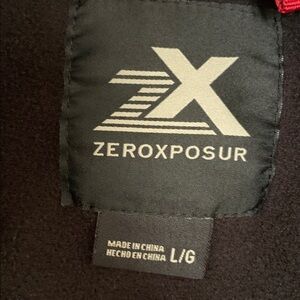 ZX
ZEROXPOSUR
MADE IN CHINA
HECHO EN CHINA
L/G